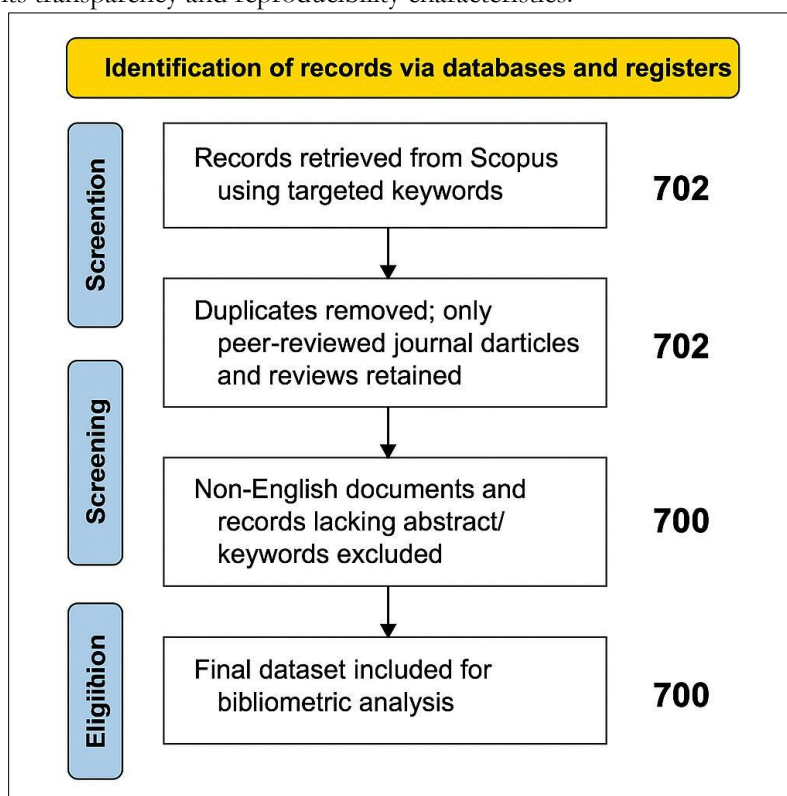 its transparency and reproducibility characteristics.
Identification of records via databases and registers
Screention
Records retrieved from Scopus
using targeted keywords
702
Duplicates removed; only
peer-reviewed journal darticles
and reviews retained
702
Screening
Non-English documents and
records lacking abstract/
keywords excluded
700
Eligiibion
Final dataset included for
bibliometric analysis
700